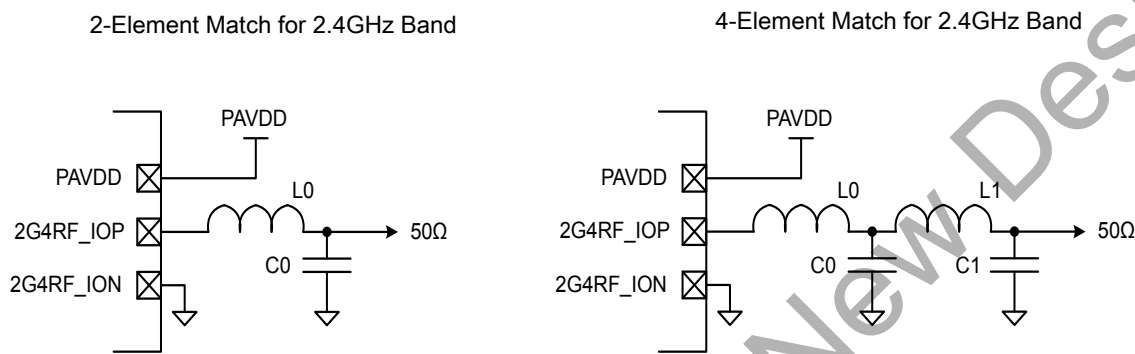 2-Element Match for 2.4GHz Band
PAVDD
PAVDD
L0
2G4RF_IOP
50Ω
C0
2G4RF_ION
4-Element Match for 2.4GHz Band
PAVDD
PAVDD
L0
L1
2G4RF_IOP
50Ω
C0
C1
2G4RF_ION
New Des